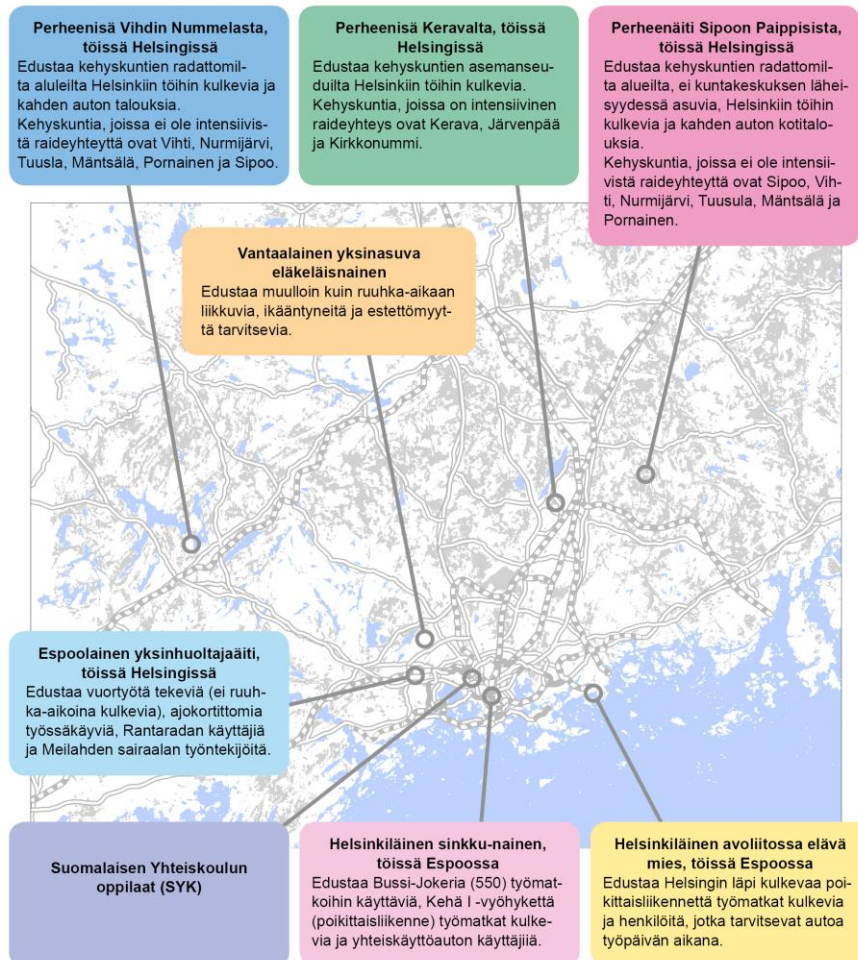 Perheenisä Vihdin Nummelasta,
töissä Helsingissä
Edustaa kehyskuntien radattomil-
ta aluleilta Helsinkiin töihin kulkevia ja
kahden auton talouksia.
Kehyskuntia, joissa ei ole intensiivis-
tä raideyhteyttä ovat Vihti, Nurmijärvi,
Tuusla, Mäntsälä, Pornainen ja Sipoo.
Perheenisä Keravalta, töissä
Helsingissä
Edustaa kehyskuntien asemanseu-
duilta Helsinkiin töihin kulkevia.
Kehyskuntia, joissa on intensiivinen
raideyhteys ovat Kerava, Järvenpää
ja Kirkkonummi.
Perheenäiti Sipoon Paippisista,
töissä Helsingissä
Edustaa kehyskuntien radattomil-
ta alueilta, ei kuntakeskuksen lähei-
syydessä asuvia, Helsinkiin töihin
kulkevia ja kahden auton kotitalo-
uksia.
Kehyskuntia, joissa ei ole intensii-
vistä raideyhteyttä ovat Sipoo, Vih-
ti, Nurmijärvi, Tuusula, Mäntsälä ja
Pornainen.
Vantaalainen yksinasuva
eläkeläisnainen
Edustaa muulloin kuin ruuhka-aikaan
liikkuvia, ikääntyneitä ja estettömyyt-
tä tarvitsevia.
Espoolainen yksinhuoltajaäiti,
töissä Helsingissä
Edustaa vuortyötä tekeviä (ei ruuh-
ka-aikoina kulkevia), ajokortittomia
työssäkäyviä, Rantaradan käyttäjiä
ja Meilahden sairaalan työntekijöitä.
Suomalaisen Yhteiskoulun
oppilaat (SYK)
Helsinkiläinen sinkku-nainen,
töissä Espoossa
Edustaa Bussi-Jokeria (550) työmat-
koihin käyttäviä, Kehä I -vyöhykettä
(poikittaisliikenne) työmatkat kulke-
via ja yhteiskäyttöauton käyttäjiiä.
Helsinkiläinen avoliitossa elävä
mies, töissä Espoossa
Edustaa Helsingin läpi kulkevaa poi-
kittaisliikennettä työmatkat kulkevia
ja henkilöitä, jotka tarvitsevat autoa
työpäivän aikana.